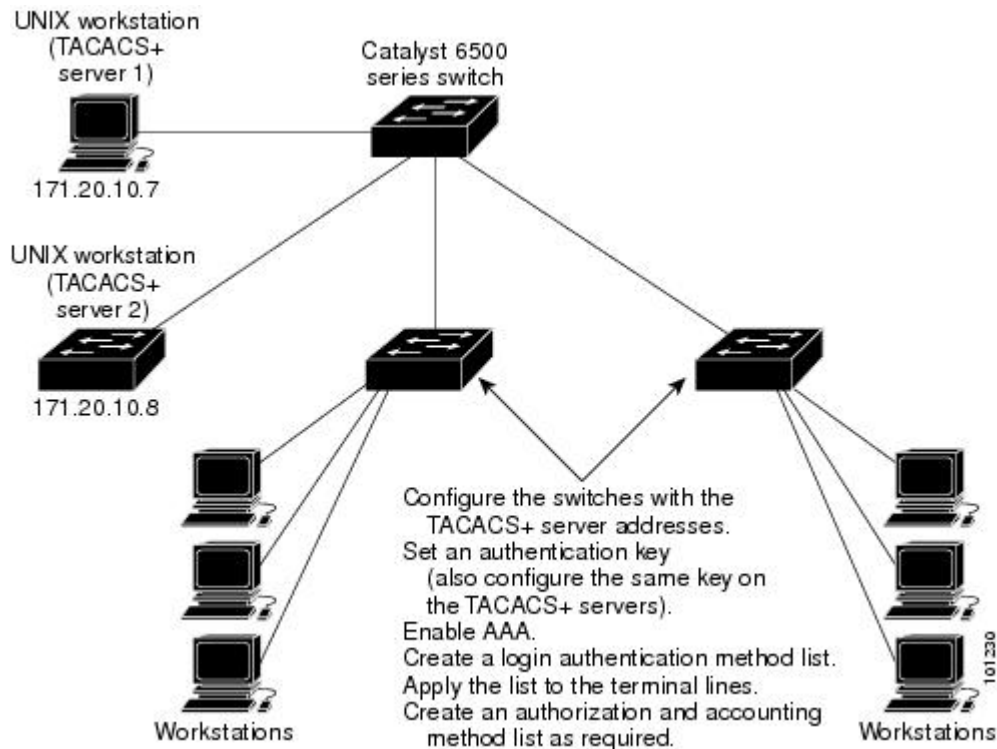 UNIX workstation
(TACACS+
server 1)
Catalyst 6500
series switch
171.20.10.7
UNIX workstation
(TACACS+
server 2)
171.20.10.8
Configure the switches with the
TACACS+ server addresses.
Set an authentication key
(also configure the same key on
the TACACS+ servers).
Enable AAA.
Create a login authentication method list.
Apply the list to the terminal lines.
Create an authorization and accounting
method list as required.
Workstations
Workstations
101230